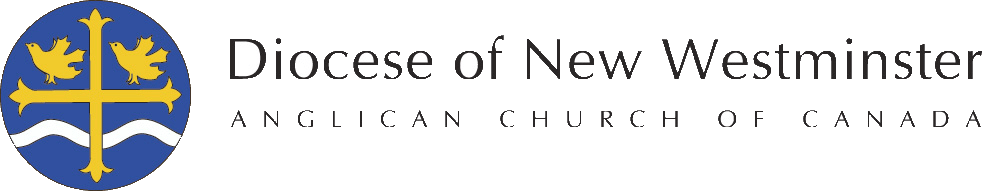 Diocese of New Westminster
ANGLICAN CHURCH OF CANADA